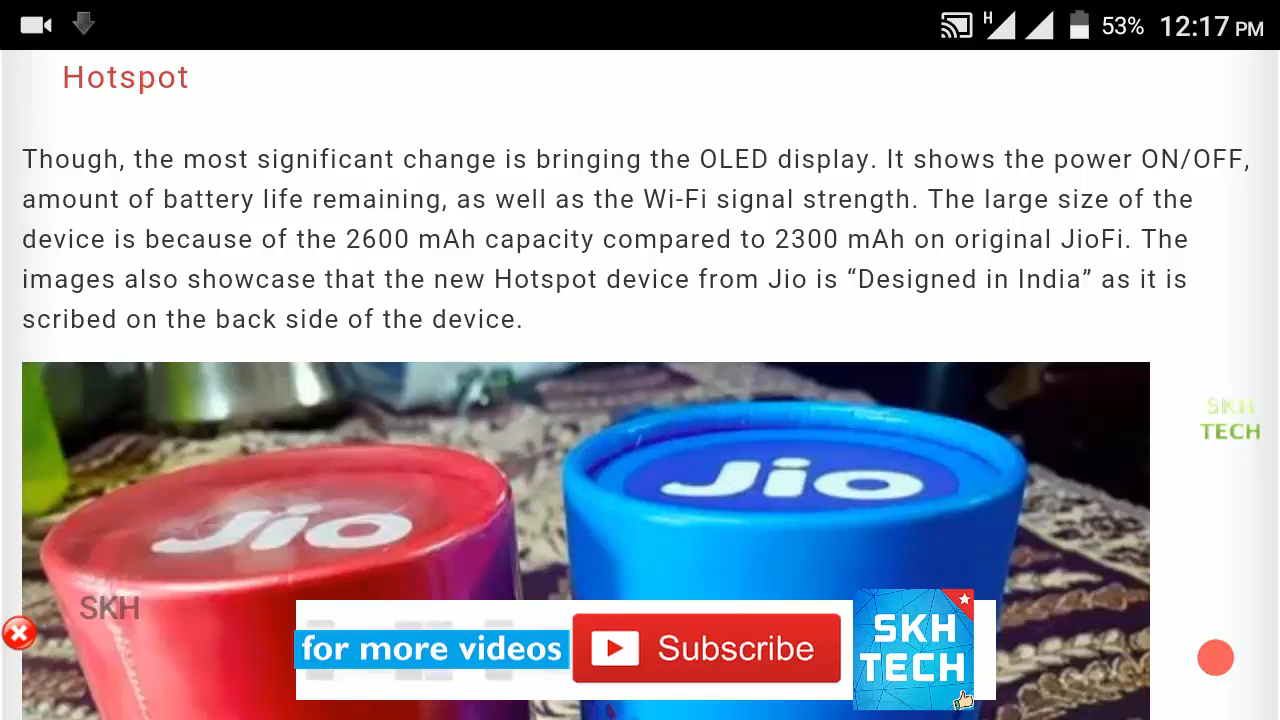 H
53%
12:17 PM
Hotspot
Though, the most significant change is bringing the OLED display. It shows the power ON/OFF,
amount of battery life remaining, as well as the Wi-Fi signal strength. The large size of the
device is because of the 2600 mAh capacity compared to 2300 mAh on original JioFi. The
images also showcase that the new Hotspot device from Jio is “Designed in India” as it is
scribed on the back side of the device.
Jio
Jio
SKH
TECH
SKH
for more videos
Subscribe
SKH
TECH